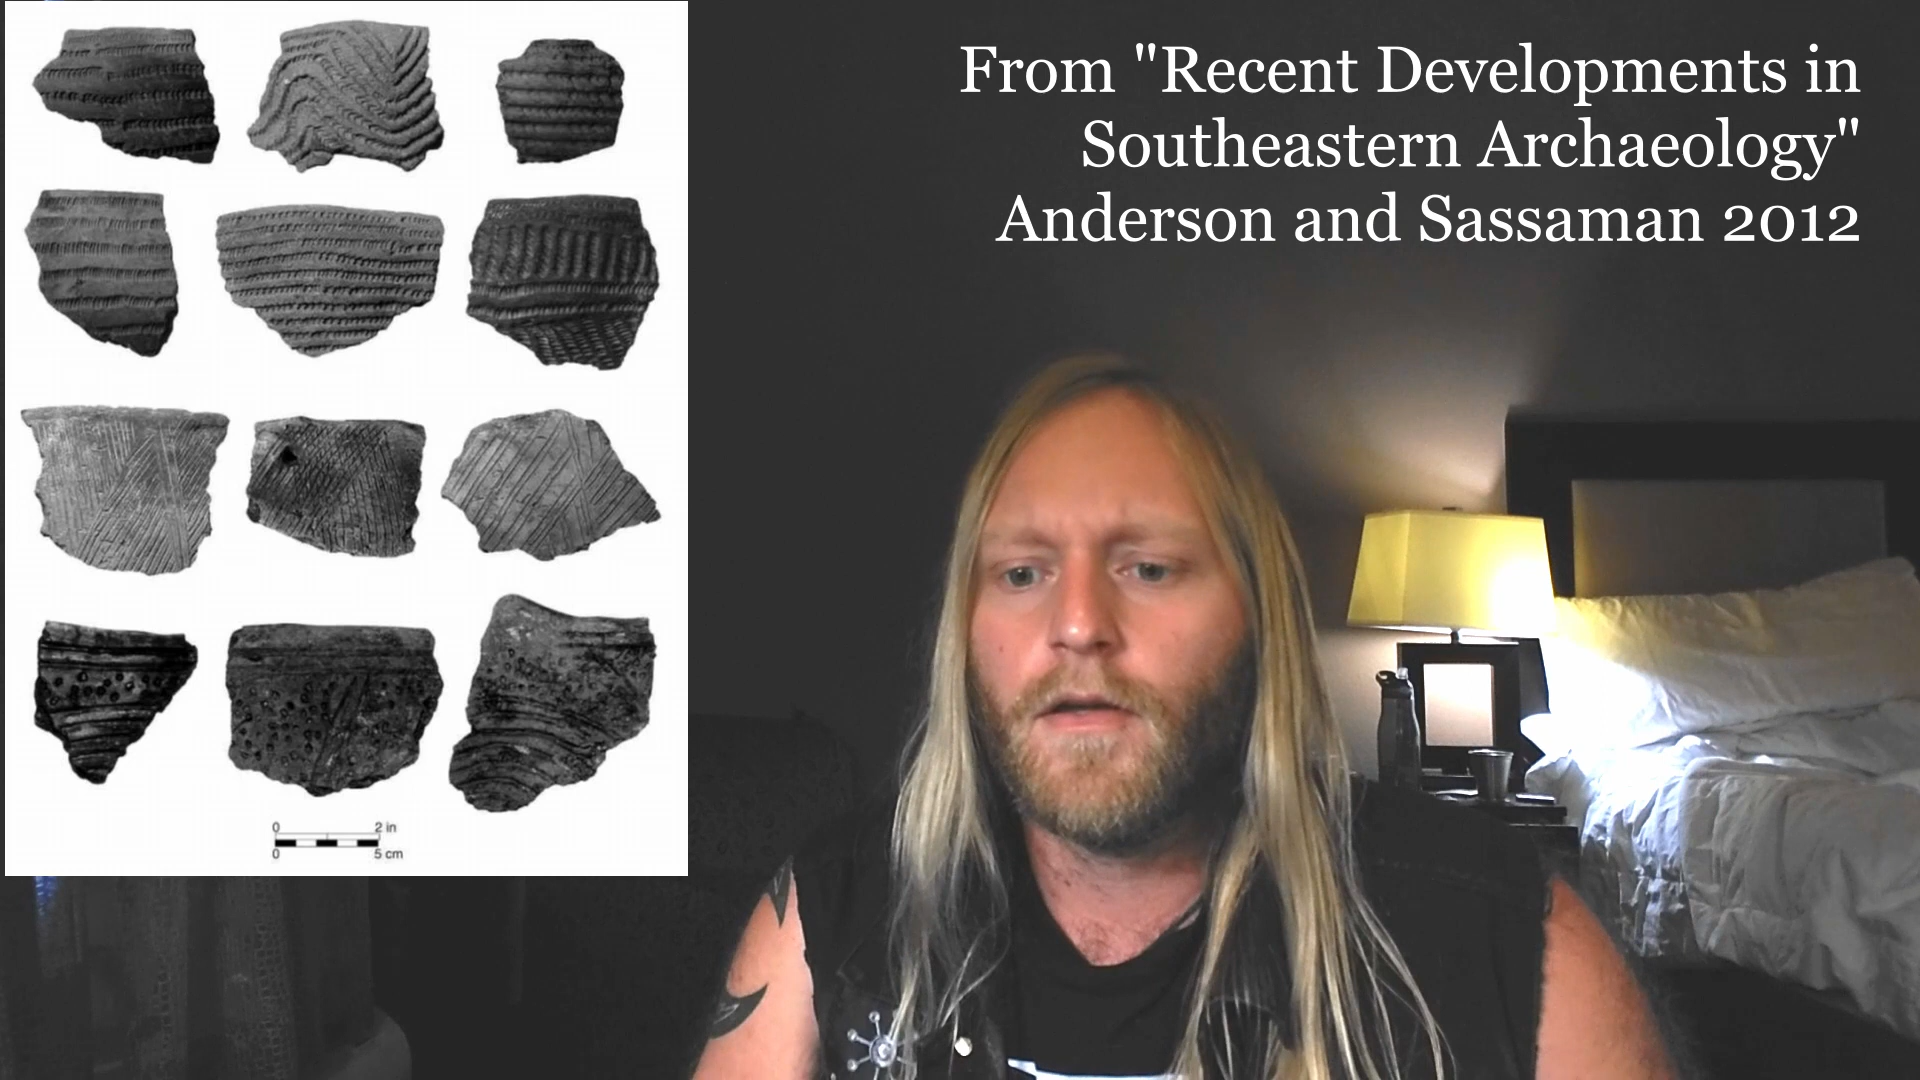 From "Recent Developments in
Southeastern Archaeology"
Anderson and Sassaman 2012
0 2 in
0 5 cm